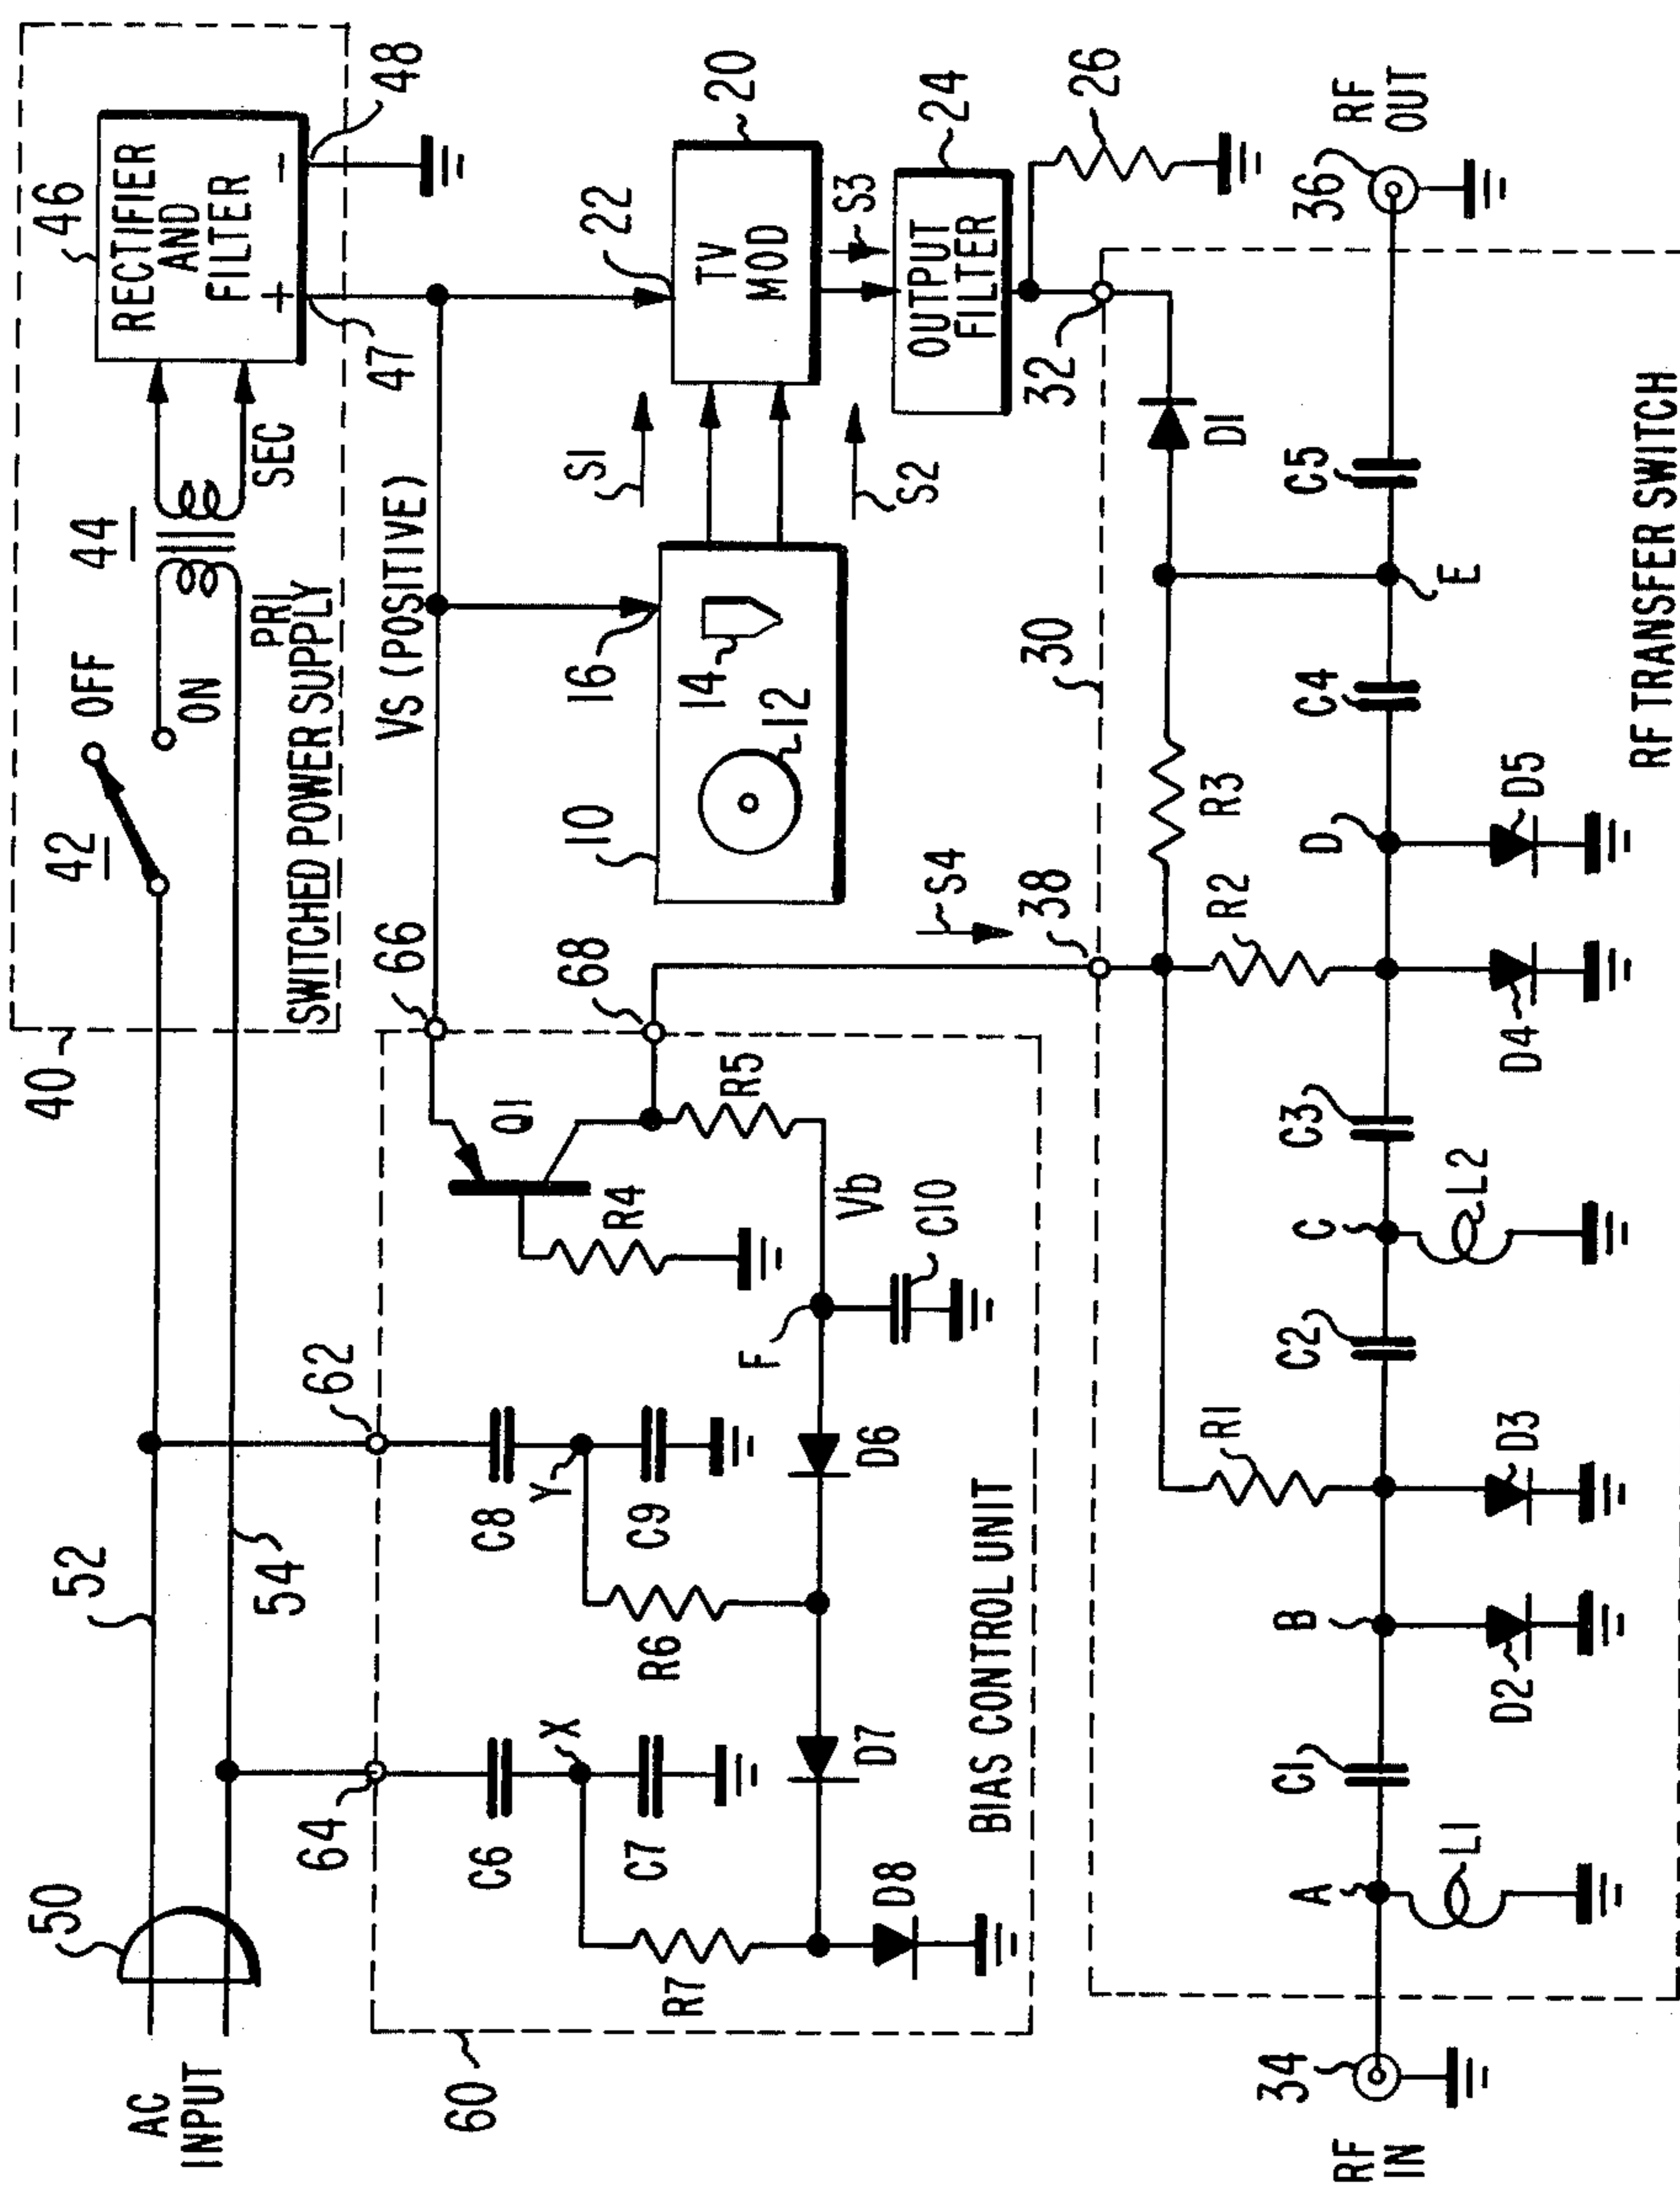 AC
INPUT
50
52
54
42
OFF
ON
44
PRI
SEC
46
RECTIFIER
AND
FILTER
+
-
47
48
40
SWITCHED POWER SUPPLY
VS (POSITIVE)
64
62
66
C6
X
C7
C8
Y
C9
R7
R6
D8
D7
D6
F
Vb
C10
R4
Q1
R5
68
60
BIAS CONTROL UNIT
10
12
14
16
S1
S2
22
TV
MOD
20
S3
OUTPUT
FILTER
24
26
32
S4
38
30
R1
R2
R3
D1
RF
IN
34
A
L1
C1
B
D2
D3
C2
C
L2
C3
D4
D
D5
C4
E
C5
36
RF
OUT
RF TRANSFER SWITCH